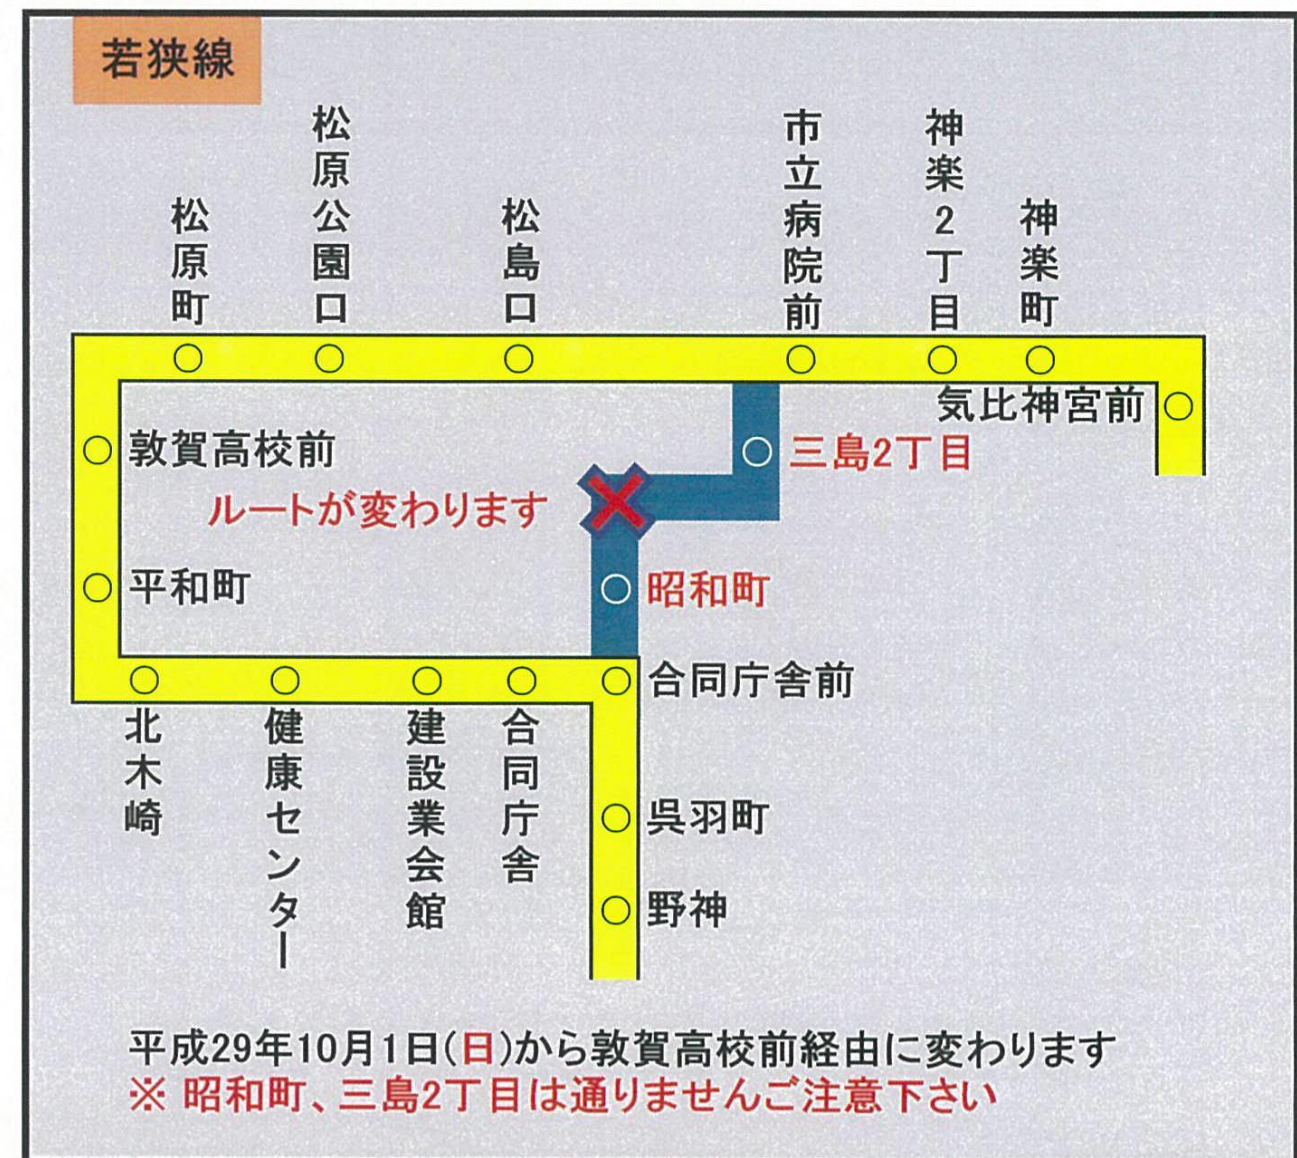 若狭線
松原町
松原公園口
松島口
市立病院前
神楽2丁目
神楽町
気比神宮前
敦賀高校前
三島2丁目
ルートが変わります
平和町
昭和町
合同庁舎前
北木崎
健康センター
建設業会館
合同庁舎
呉羽町
野神
平成29年10月1日(日)から敦賀高校前経由に変わります
※ 昭和町、三島2丁目は通りませんご注意下さい